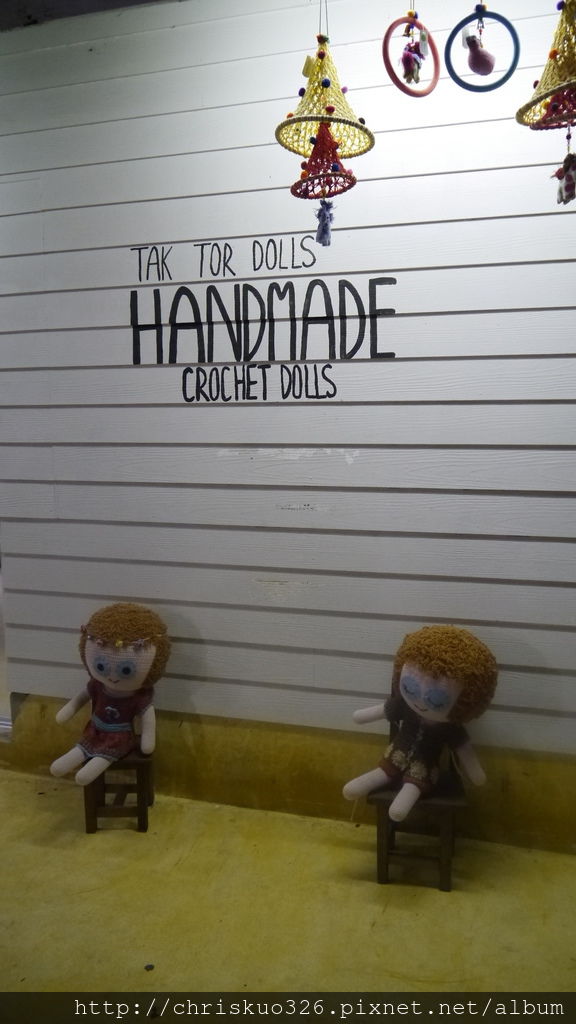 TAK TOR DOLLS
HANDMADE
CROCHET DOLLS
http://chriskuo326.pixnet.net/album